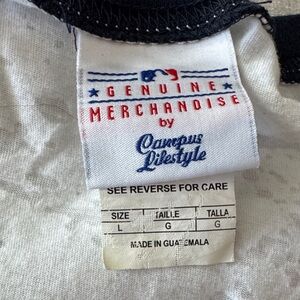 GENUINE
MERCHANDISE
by
Campus
Lifestyle
SEE REVERSE FOR CARE
SIZE TAILLE TALLA
L G G
MADE IN GUATEMALA